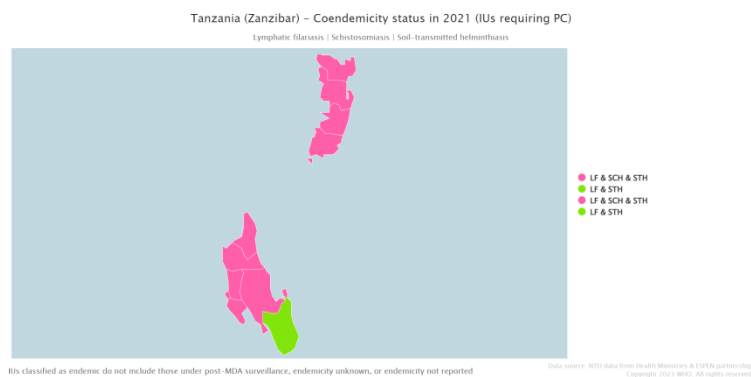 Tanzania (Zanzibar) – Coendemicity status in 2021 (IUs requiring PC)
Lymphatic filariasis | Schistosomiasis | Soil-transmitted helminthiasis
LF & SCH & STH
LF & STH
LF & SCH & STH
LF & STH
IUs classified as endemic do not include those under post-MDA surveillance, endemicity unknown, or endemicity not reported
Data source: NTD data from Health Ministries & ESPEN partnership
Copyright 2023 WHO. All rights reserved